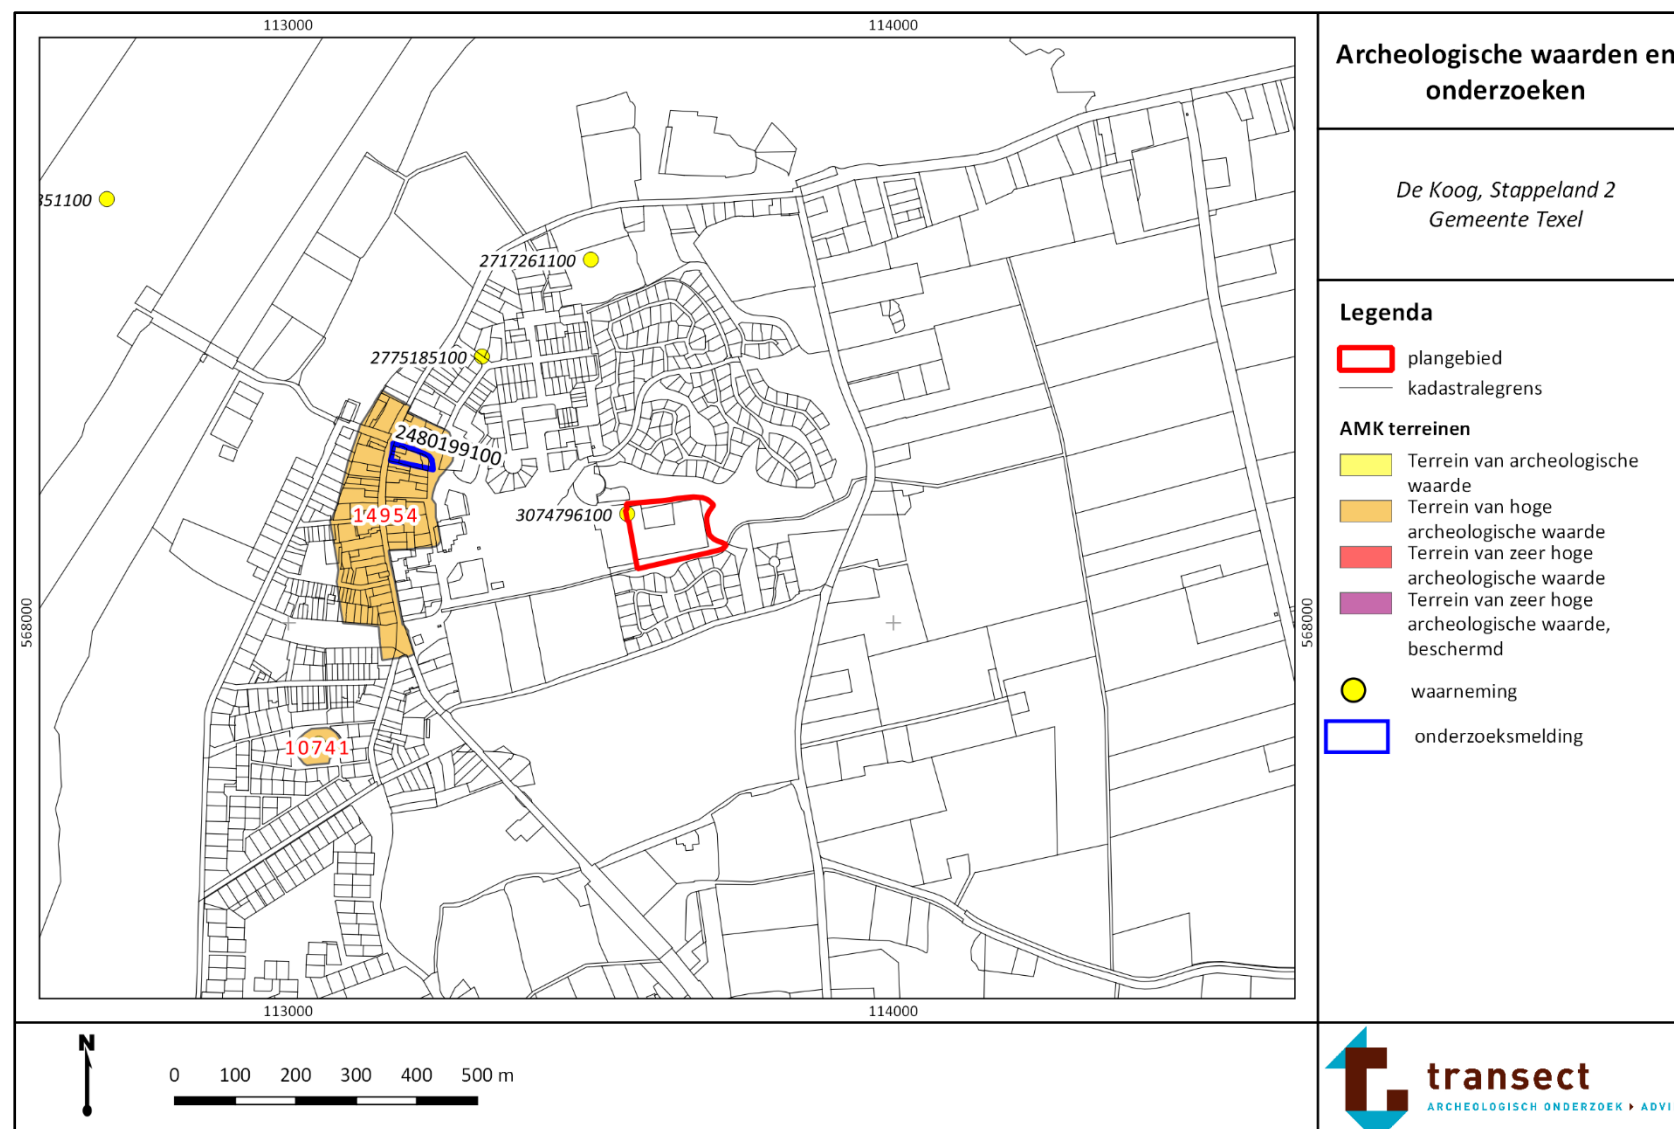 113000
114000
Archeologische waarden en
onderzoeken
De Koog, Stappeland 2
Gemeente Texel
351100
2717261100
2775185100
2480199100
14954
3074796100
10741
568000
568000
Legenda
plangebied
kadastralegrens
AMK terreinen
Terrein van archeologische
waarde
Terrein van hoge
archeologische waarde
Terrein van zeer hoge
archeologische waarde
Terrein van zeer hoge
archeologische waarde,
beschermd
waarneming
onderzoeksmelding
113000
114000
N
0 100 200 300 400 500 m
transect
ARCHEOLOGISCH ONDERZOEK ▸ ADVI